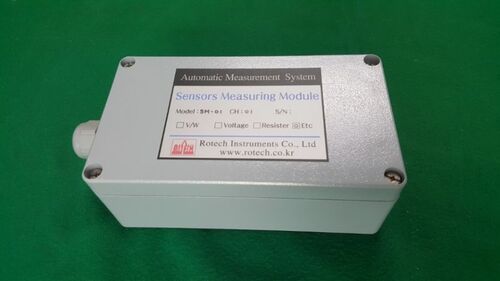 Automatic Measurement System
Sensors Measuring Module
Model: SM-01 CH: 01 S/N:
□ V/W □ Voltage □ Resister ☑ Etc
ROTECH Rotech Instruments Co., Ltd
www.rotech.co.kr